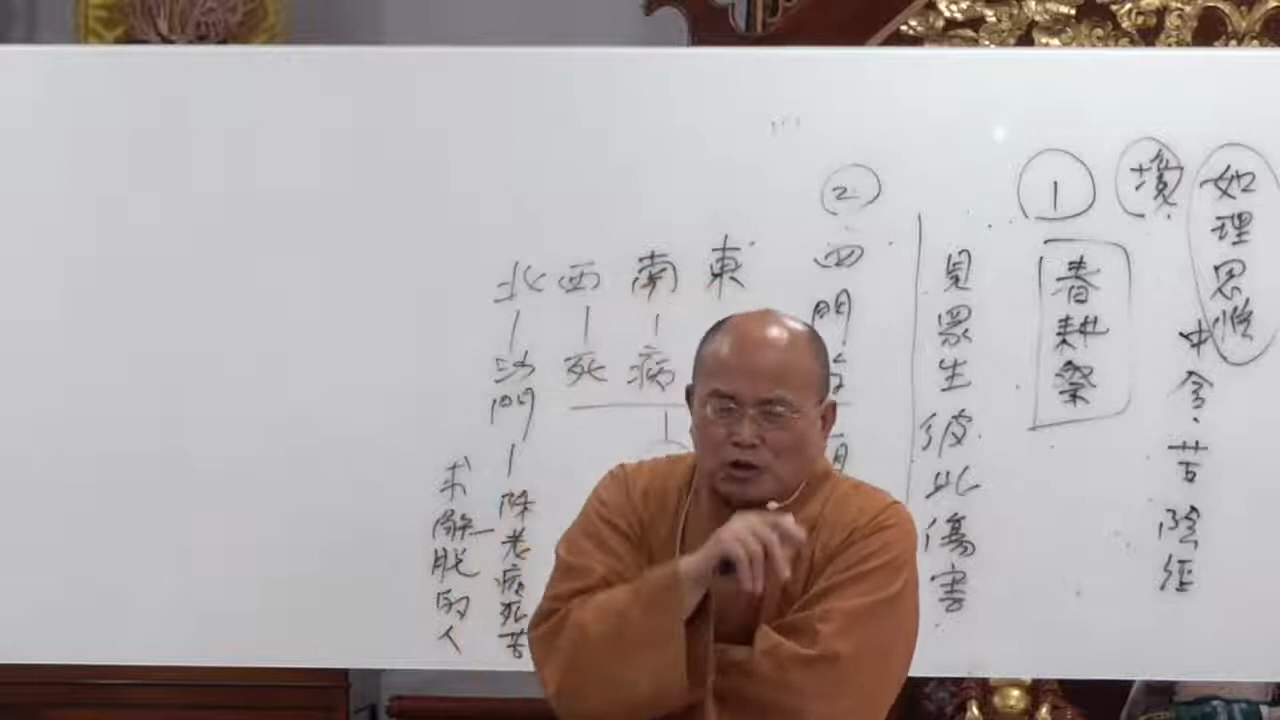 如理思惟
中含.苦陰經
境
1
春耕祭
見眾生彼此傷害
2.
四門
東
南－病
西－死
北－沙門－除老病死苦
求解脫的人